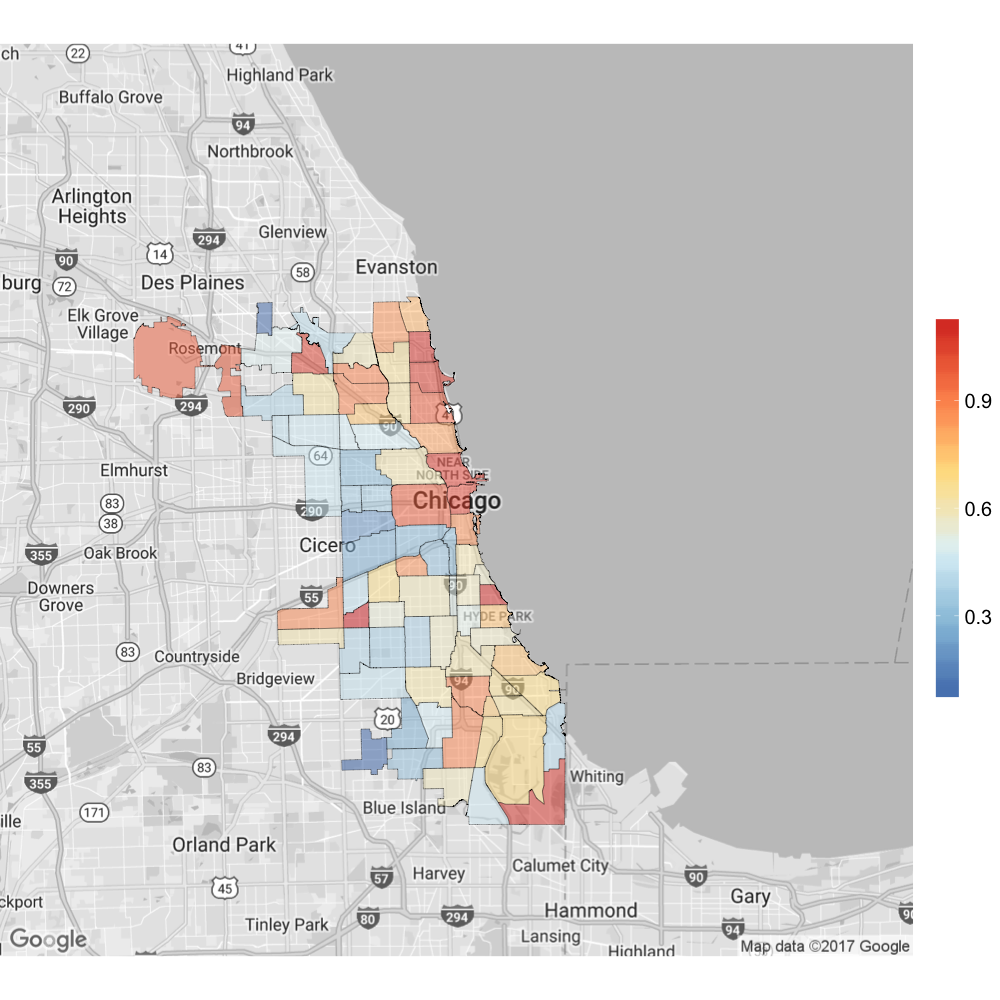 ch
22
41
Highland Park
Buffalo Grove
94
Northbrook
Arlington
Heights
294
Glenview
14
90
58
Evanston
burg
72
Des Plaines
Elk Grove
Village
Rosemont
290
294
41
90
0.9
64
NEAR
NORTH SIDE
Elmhurst
83
Chicago
290
0.6
38
355
Oak Brook
Cicero
Downers
Grove
55
90
HYDE PARK
0.3
83
Countryside
Bridgeview
94
90
20
55
294
83
Whiting
355
171
Blue Island
ille
Orland Park
Calumet City
57
Harvey
90
45
Gary
ckport
80
294
Hammond
90
Tinley Park
94
Lansing
Google
Highland
Map data ©2017 Google